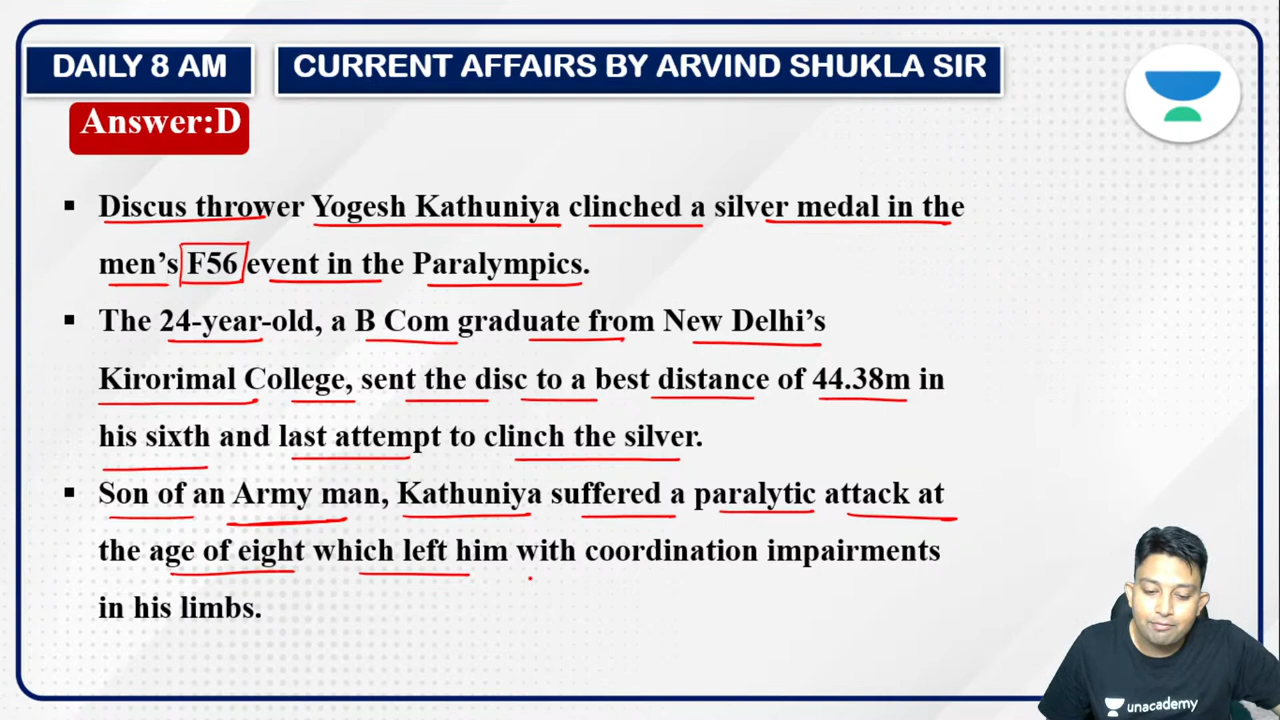 DAILY 8 AM
CURRENT AFFAIRS BY ARVIND SHUKLA SIR
Answer:D
▪ Discus thrower Yogesh Kathuniya clinched a silver medal in the
men’s F56 event in the Paralympics.
▪ The 24-year-old, a B Com graduate from New Delhi’s
Kirorimal College, sent the disc to a best distance of 44.38m in
his sixth and last attempt to clinch the silver.
▪ Son of an Army man, Kathuniya suffered a paralytic attack at
the age of eight which left him with coordination impairments
in his limbs.
unacademy